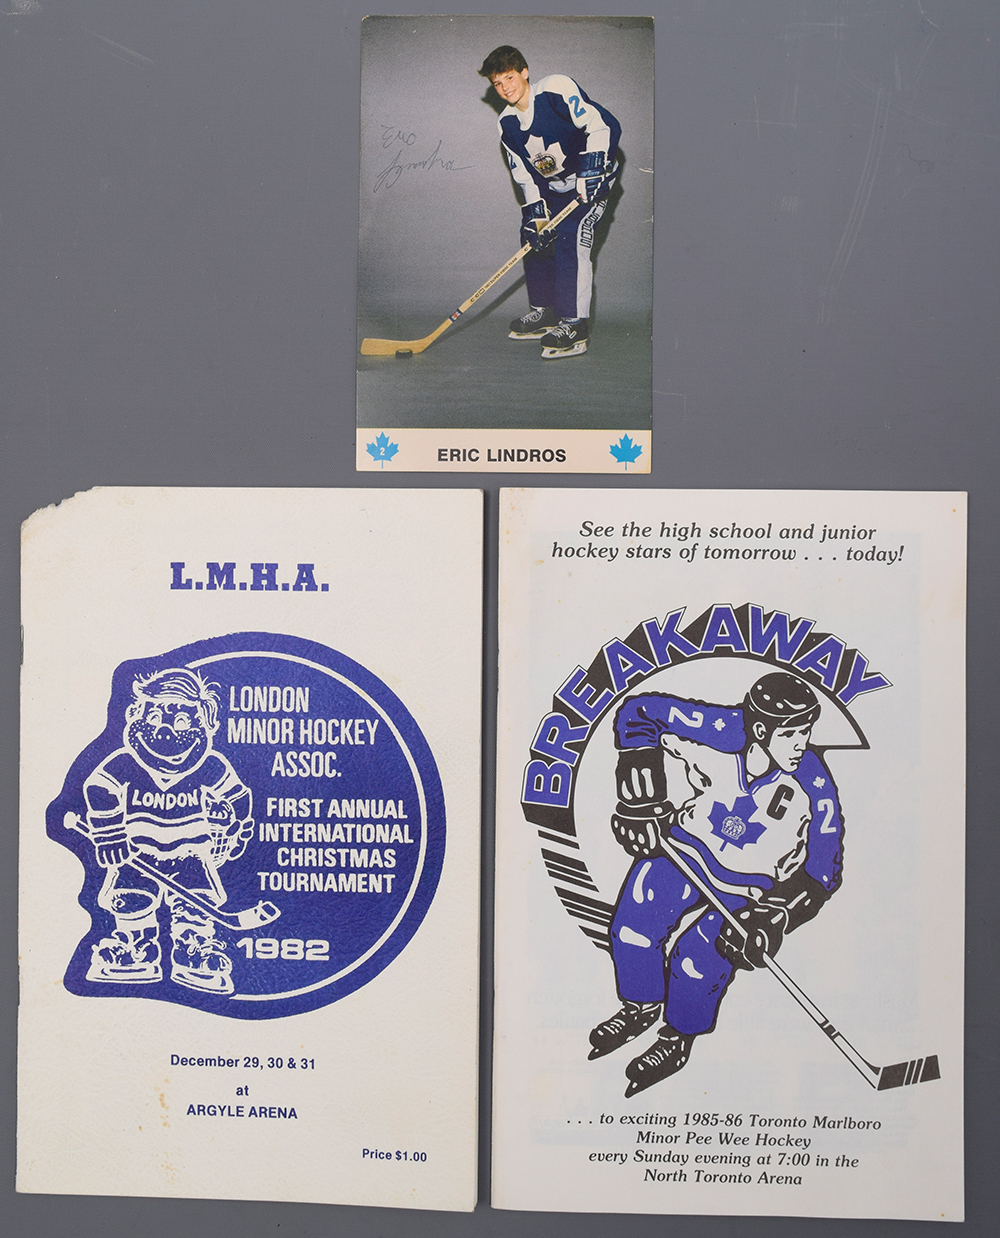 2
2
ERIC LINDROS
L.M.H.A.
LONDON
MINOR HOCKEY
ASSOC.
LONDON
FIRST ANNUAL
INTERNATIONAL
CHRISTMAS
TOURNAMENT
1982
December 29, 30 & 31
at
ARGYLE ARENA
Price $1.00
See the high school and junior
hockey stars of tomorrow . . . today!
BREAKAWAY
2
C
2
11
. . . to exciting 1985-86 Toronto Marlboro
Minor Pee Wee Hockey
every Sunday evening at 7:00 in the
North Toronto Arena